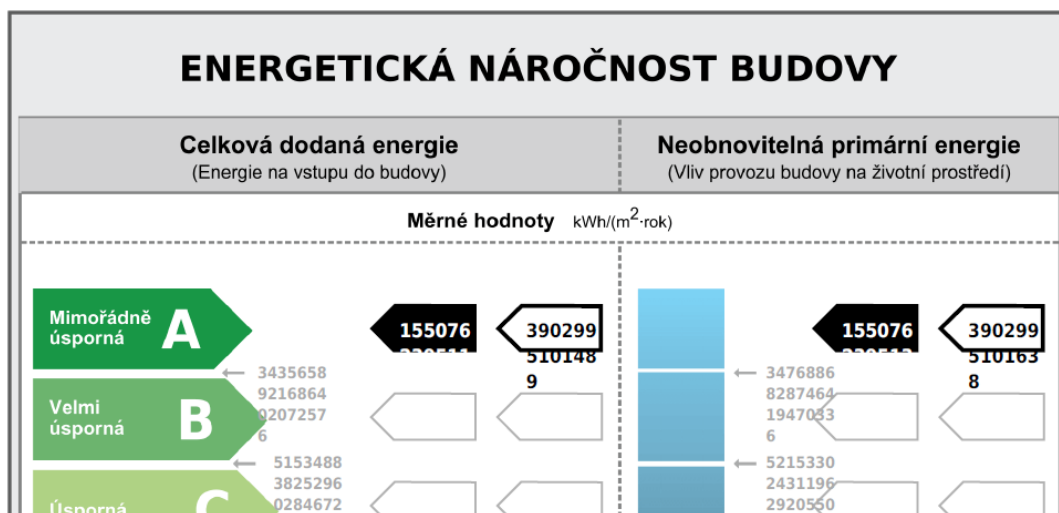 ENERGETICKÁ NÁROČNOST BUDOVY
Celková dodaná energie
(Energie na vstupu do budovy)
Neobnovitelná primární energie
(Vliv provozu budovy na životní prostředí)
Měrné hodnoty kWh/(m²·rok)
Mimořádně
úsporná
A
155076
390299
510148
9
155076
390299
510163
8
3435658
9216864
0207257
6
3476886
8287464
1947033
6
Velmi
úsporná
B
5153488
3825296
0284672
5215330
2431196
2920550
Úsporná
C